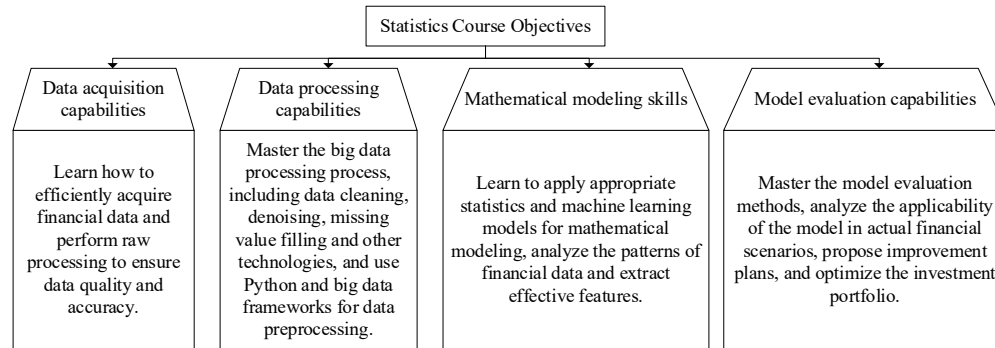 Statistics Course Objectives
Data acquisition
capabilities
Learn how to
efficiently acquire
financial data and
perform raw
processing to ensure
data quality and
accuracy.
Data processing
capabilities
Master the big data
processing process,
including data cleaning,
denoising, missing
value filling and other
technologies, and use
Python and big data
frameworks for data
preprocessing.
Mathematical modeling skills
Learn to apply appropriate
statistics and machine learning
models for mathematical
modeling, analyze the patterns of
financial data and extract
effective features.
Model evaluation capabilities
Master the model evaluation
methods, analyze the applicability
of the model in actual financial
scenarios, propose improvement
plans, and optimize the investment
portfolio.